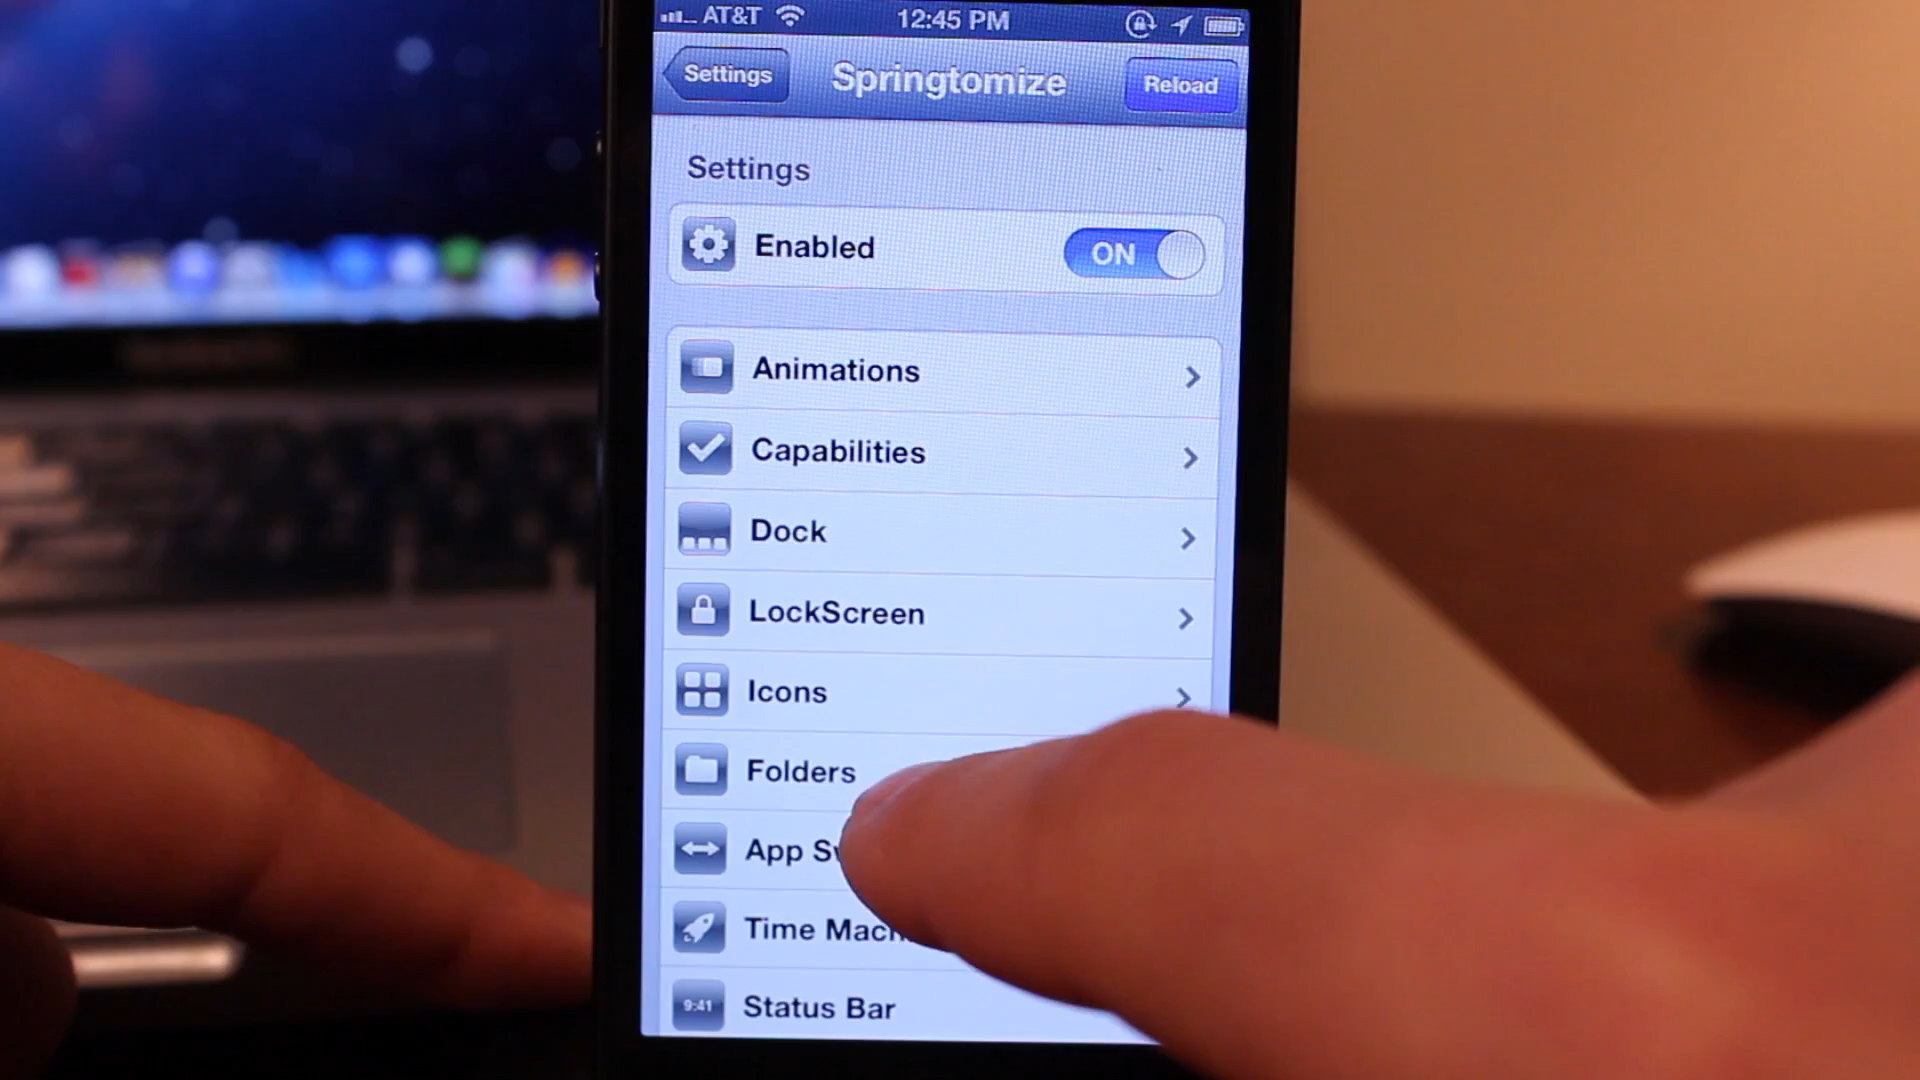 AT&T 12:45 PM
Settings Springtomize Reload
Settings
Enabled ON
Animations
Capabilities
Dock
LockScreen
Icons
Folders
App
Time
9:41 Status Bar